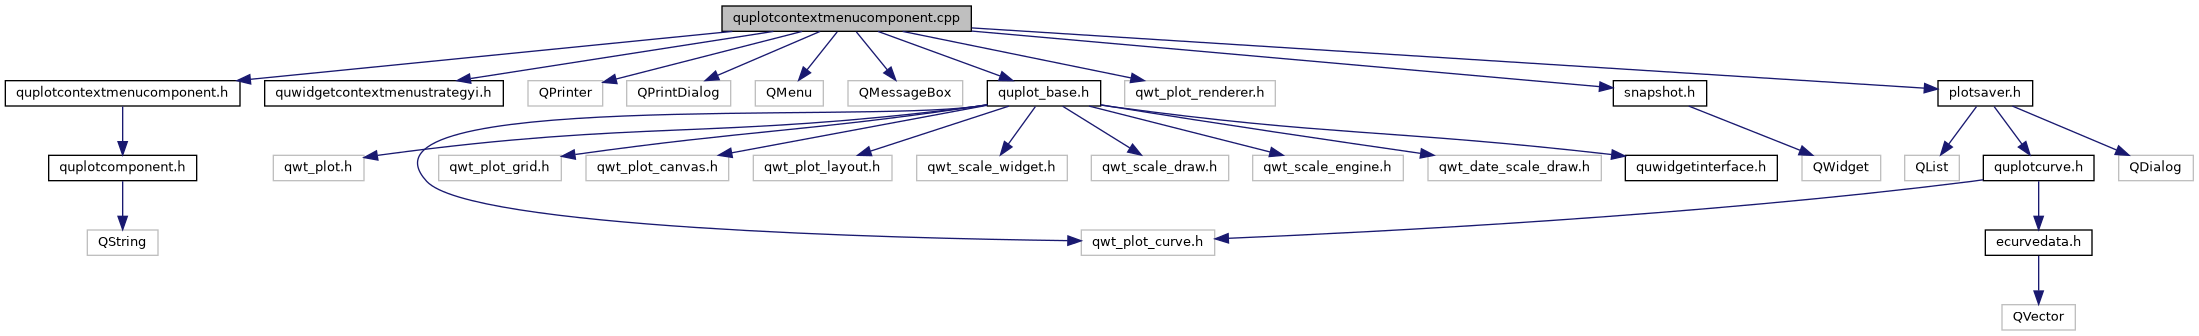 quplotcontextmenucomponent.cpp
quplotcontextmenucomponent.h
quwidgetcontextmenustrategyi.h
QPrinter
QPrintDialog
QMenu
QMessageBox
quplot_base.h
qwt_plot_renderer.h
snapshot.h
plotsaver.h
quplotcomponent.h
qwt_plot.h
qwt_plot_grid.h
qwt_plot_canvas.h
qwt_plot_layout.h
qwt_scale_widget.h
qwt_scale_draw.h
qwt_scale_engine.h
qwt_date_scale_draw.h
quwidgetinterface.h
QWidget
QList
quplotcurve.h
QDialog
QString
qwt_plot_curve.h
ecurvedata.h
QVector